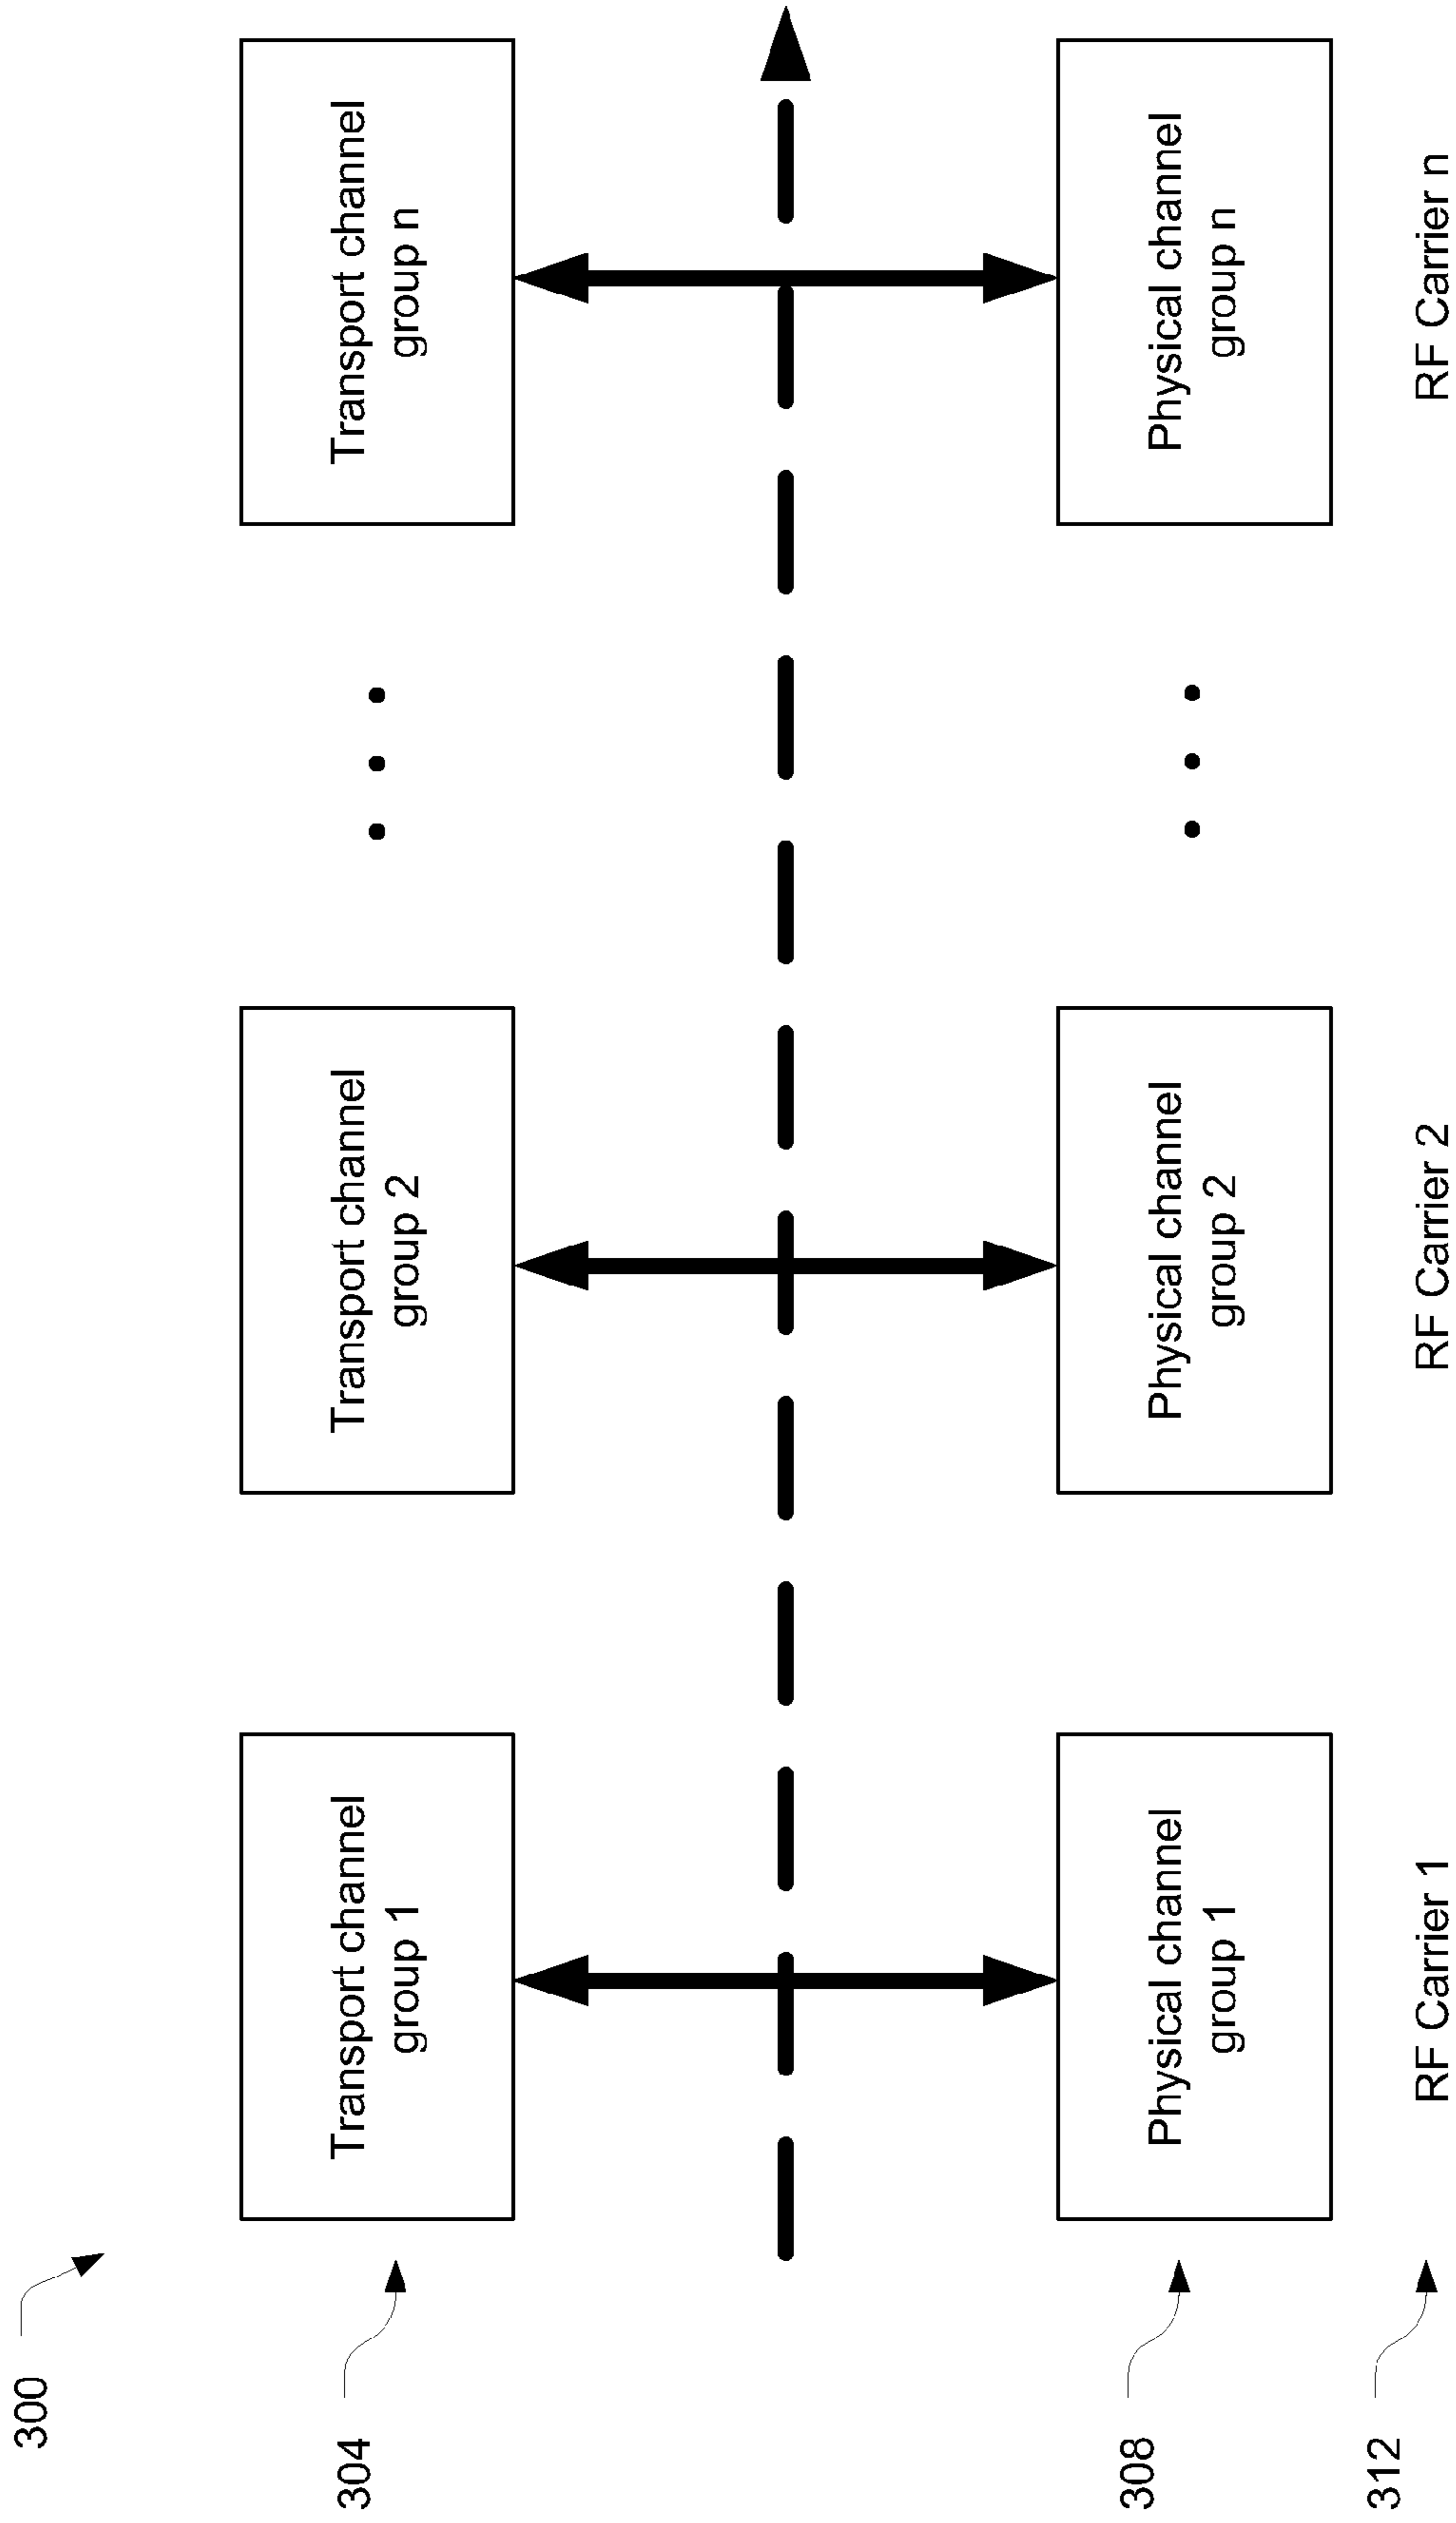 300
304
Transport channel
group 1
Transport channel
group 2
Transport channel
group n
308
Physical channel
group 1
Physical channel
group 2
Physical channel
group n
312
RF Carrier 1
RF Carrier 2
RF Carrier n